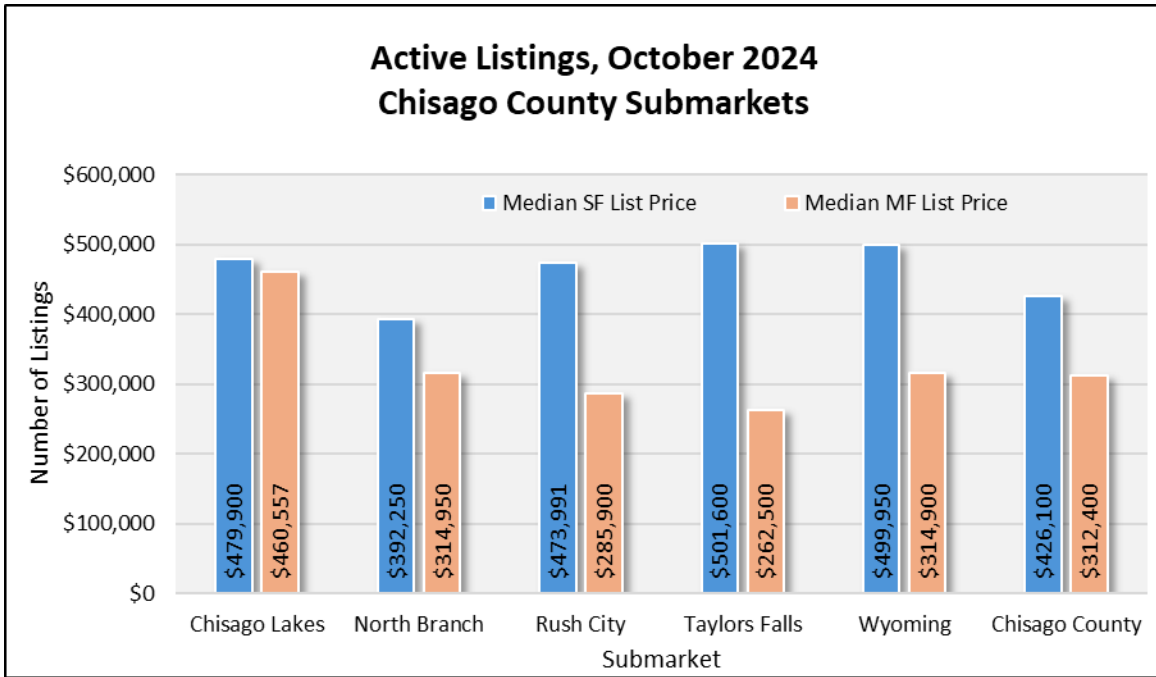 Active Listings, October 2024
Chisago County Submarkets
Median SF List Price
Median MF List Price
Number of Listings
$600,000
$500,000
$400,000
$300,000
$200,000
$100,000
$0
$479,900
$460,557
$392,250
$314,950
$473,991
$285,900
$501,600
$262,500
$499,950
$314,900
$426,100
$312,400
Chisago Lakes
North Branch
Rush City
Taylors Falls
Wyoming
Chisago County
Submarket